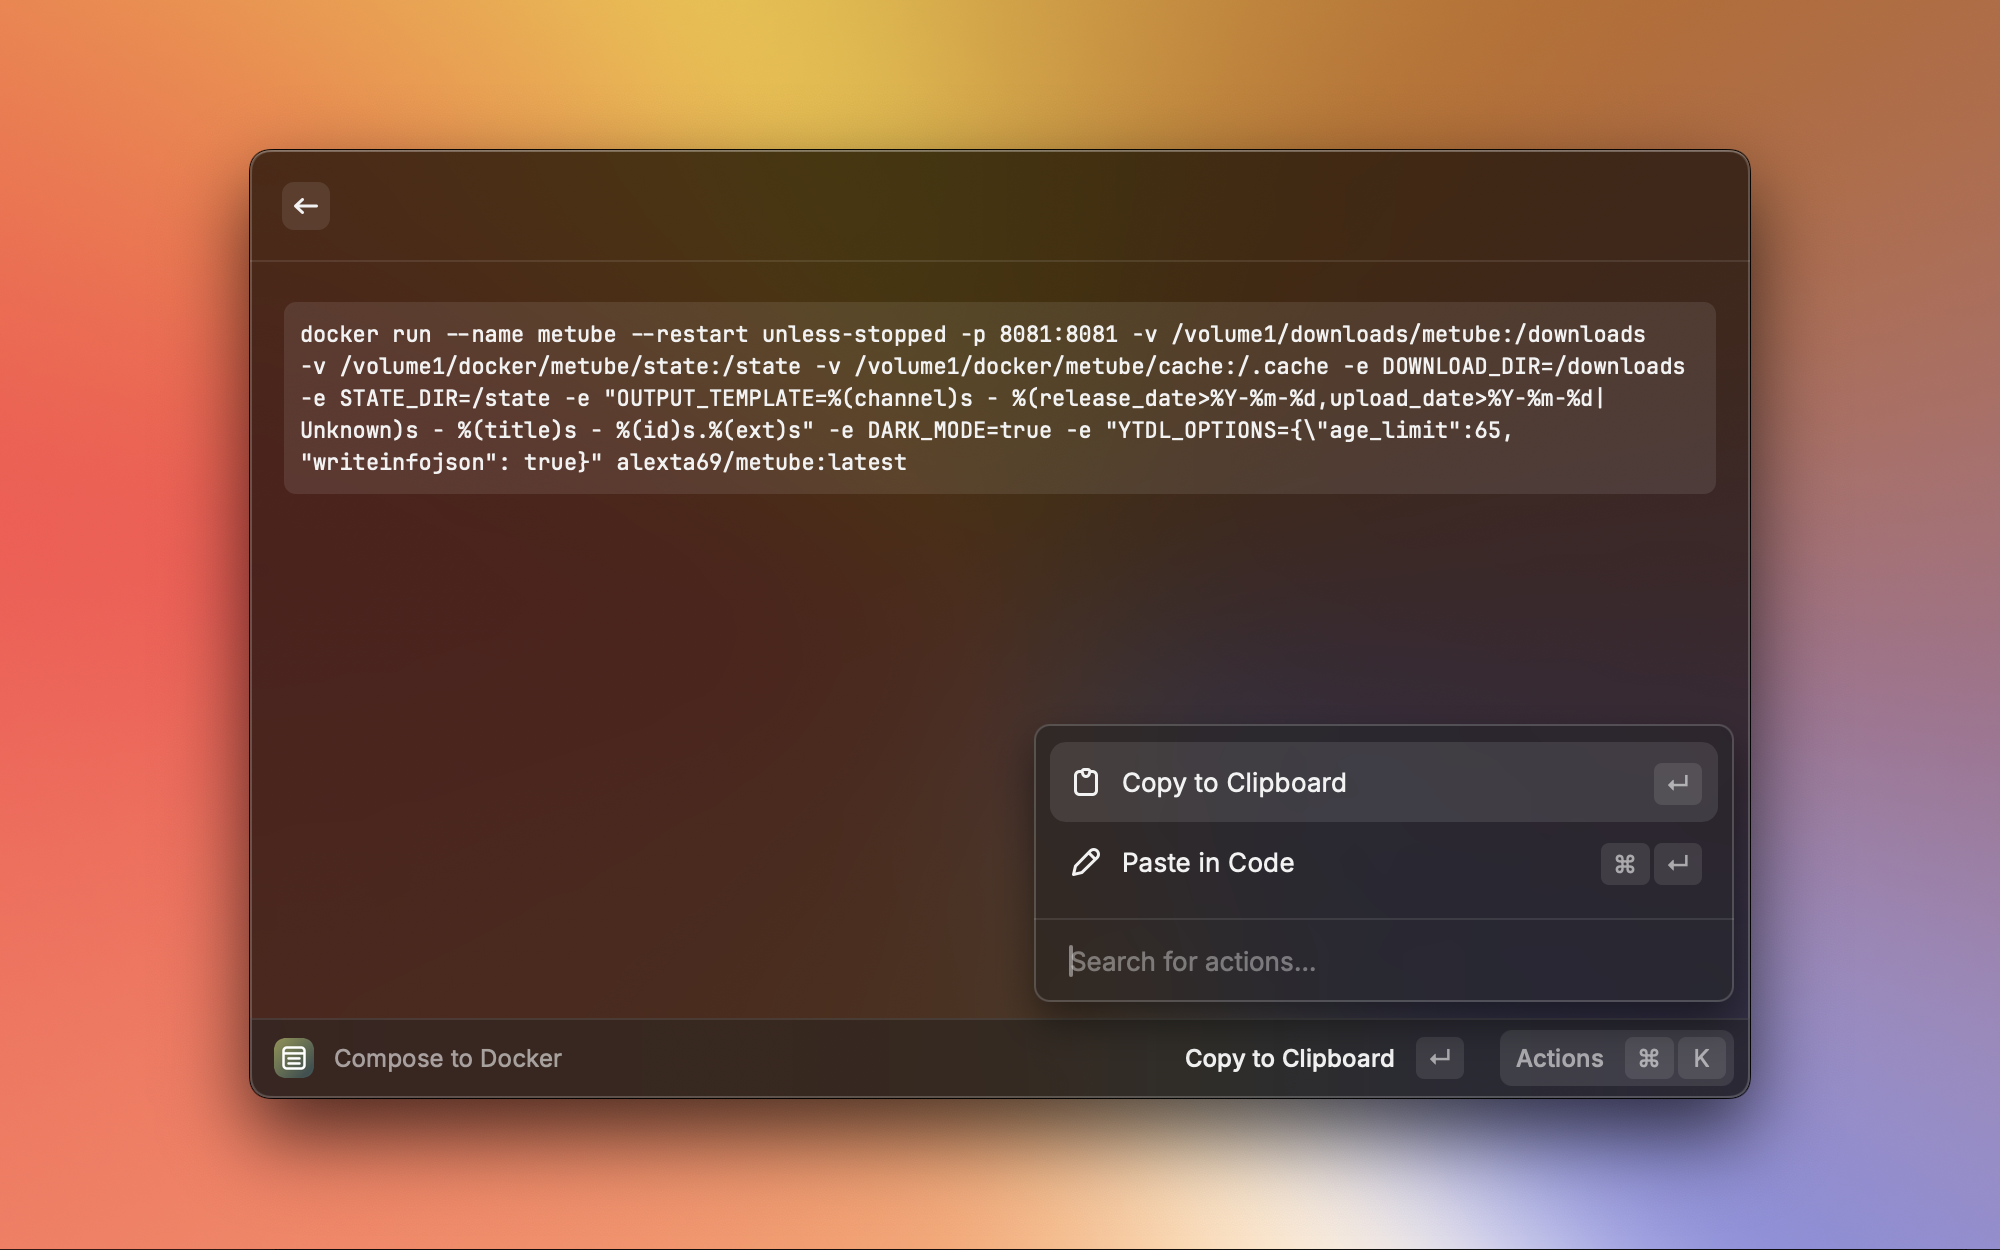 docker run --name metube --restart unless-stopped -p 8081:8081 -v /volume1/downloads/metube:/downloads
-v /volume1/docker/metube/state:/state -v /volume1/docker/metube/cache:/.cache -e DOWNLOAD_DIR=/downloads
-e STATE_DIR=/state -e "OUTPUT_TEMPLATE=%(channel)s - %(release_date>%Y-%m-%d,upload_date>%Y-%m-%d|
Unknown)s - %(title)s - %(id)s.%(ext)s" -e DARK_MODE=true -e "YTDL_OPTIONS={\"age_limit":65,
"writeinfojson": true}" alexta69/metube:latest
Copy to Clipboard ↵
Paste in Code ⌘ ↵
Search for actions...
Compose to Docker Copy to Clipboard ↵ Actions ⌘ K